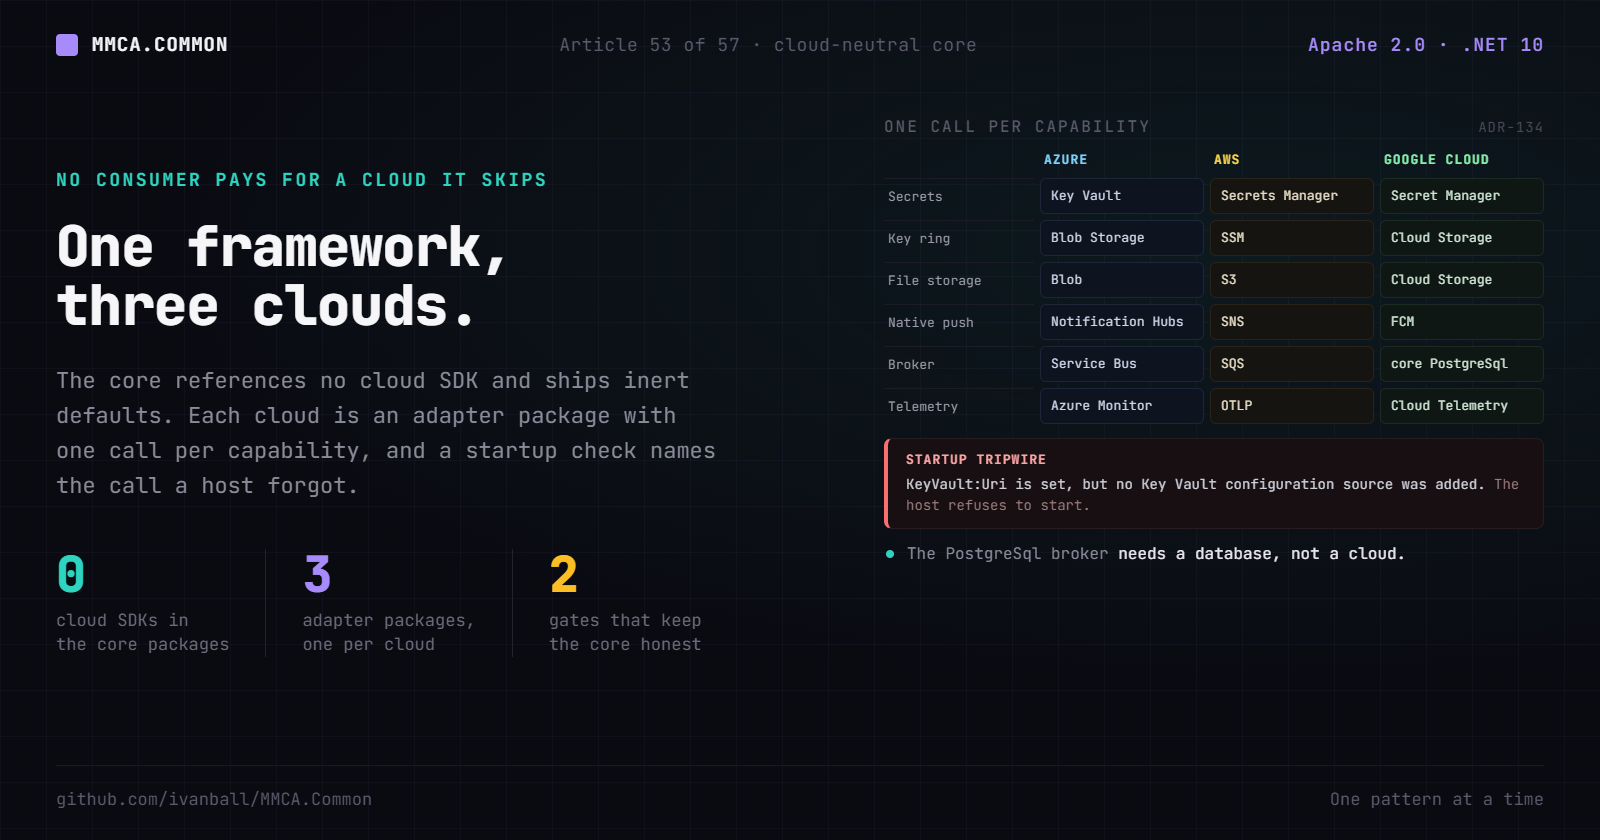 MMCA.COMMON
Article 53 of 57 · cloud-neutral core
Apache 2.0 · .NET 10
NO CONSUMER PAYS FOR A CLOUD IT SKIPS
One framework,
three clouds.
The core references no cloud SDK and ships inert
defaults. Each cloud is an adapter package with
one call per capability, and a startup check names
the call a host forgot.
0
cloud SDKs in
the core packages
3
adapter packages,
one per cloud
2
gates that keep
the core honest
ONE CALL PER CAPABILITY
ADR-134
AZURE AWS GOOGLE CLOUD
Secrets Key Vault Secrets Manager Secret Manager
Key ring Blob Storage SSM Cloud Storage
File storage Blob S3 Cloud Storage
Native push Notification Hubs SNS FCM
Broker Service Bus SQS core PostgreSql
Telemetry Azure Monitor OTLP Cloud Telemetry
STARTUP TRIPWIRE
KeyVault:Uri is set, but no Key Vault configuration source was added. The
host refuses to start.
The PostgreSql broker needs a database, not a cloud.
github.com/ivanball/MMCA.Common
One pattern at a time